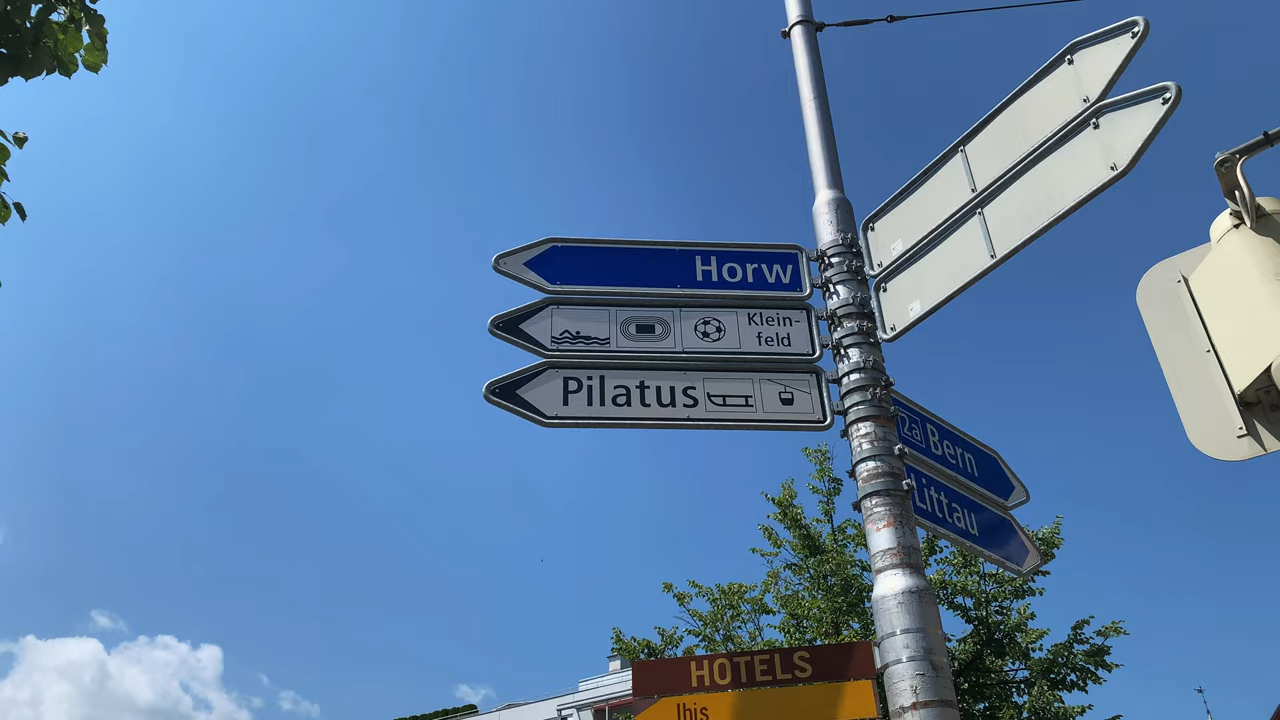 Horw
Klein-
feld
Pilatus
2a Bern
Littau
HOTELS
Ibis